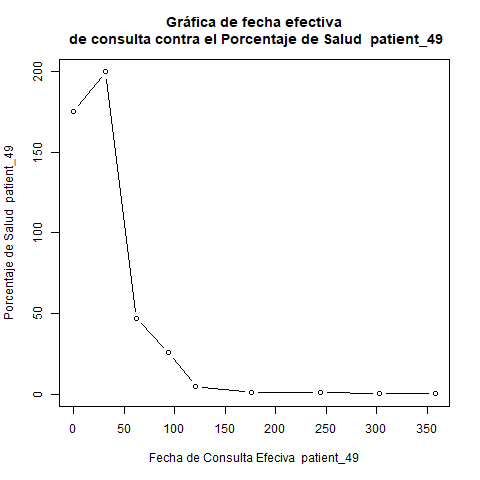 Gráfica de fecha efectiva
de consulta contra el Porcentaje de Salud  patient_49
Porcentaje de Salud  patient_49
200
150
100
50
0
0 50 100 150 200 250 300 350
Fecha de Consulta Efeciva  patient_49